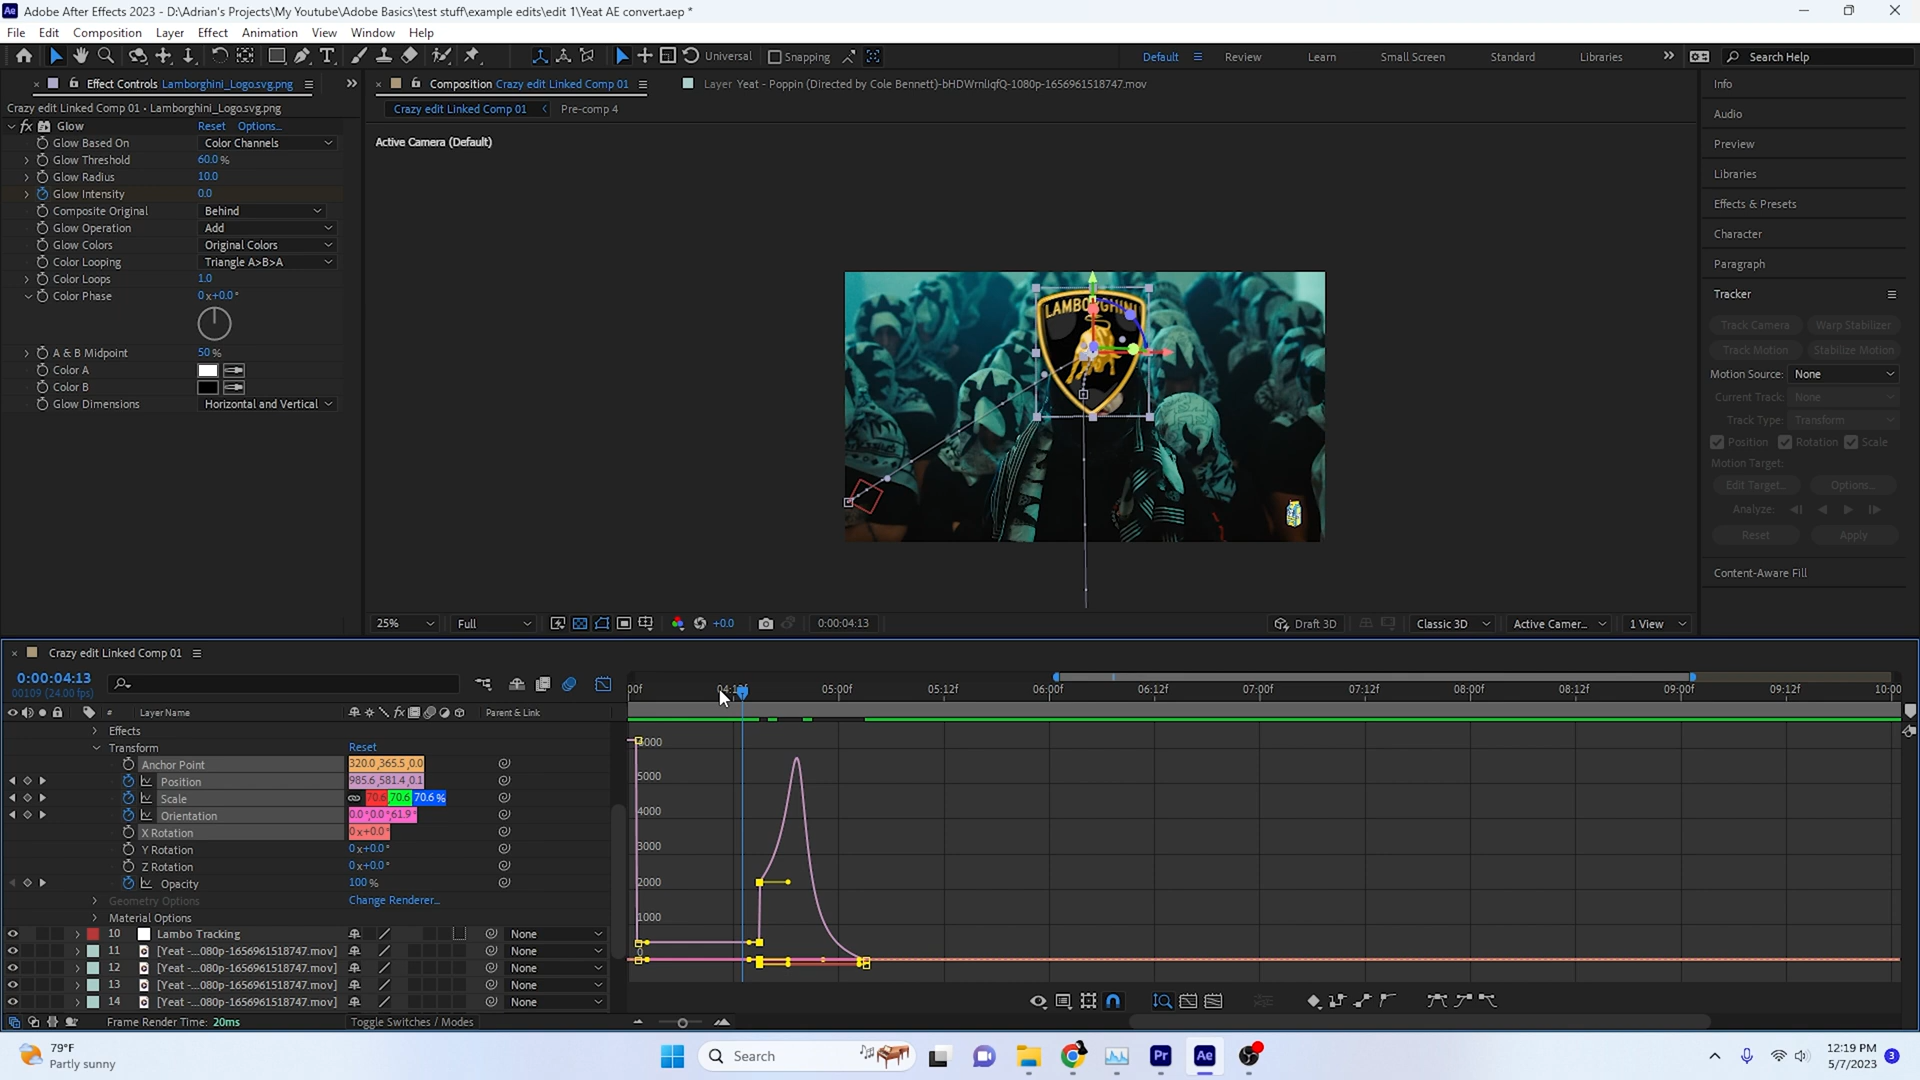 Adobe After Effects 2023 - D:\Adrian's Projects\My Youtube\Adobe Basics\test stuff\example edits\edit 1\Yeat AE convert.aep *
File Edit Composition Layer Effect Animation View Window Help
Universal Snapping Default Review Learn Small Screen Standard Libraries Search Help
Effect Controls Lamborghini_Logo.svg.png
Composition Crazy edit Linked Comp 01
Layer Yeat - Poppin (Directed by Cole Bennett)-bHDWrnlIqfQ-1080p-1656961518747.mov
Crazy edit Linked Comp 01 • Lamborghini_Logo.svg.png
Crazy edit Linked Comp 01 Pre-comp 4
Active Camera (Default)
fx Glow Reset Options...
Glow Based On Color Channels
Glow Threshold 60.0 %
Glow Radius 10.0
Glow Intensity 0.0
Composite Original Behind
Glow Operation Add
Glow Colors Original Colors
Color Looping Triangle A>B>A
Color Loops 1.0
Color Phase 0x+0.0°
A & B Midpoint 50 %
Color A
Color B
Glow Dimensions Horizontal and Vertical
LAMBORGHINI
Info
Audio
Preview
Libraries
Effects & Presets
Character
Paragraph
Tracker
Track Camera Warp Stabilizer
Track Motion Stabilize Motion
Motion Source: None
Current Track: None
Track Type: Transform
Position Rotation Scale
Motion Target:
Edit Target... Options...
Analyze:
Reset Apply
Content-Aware Fill
25% Full +0.0 0:00:04:13 Draft 3D Classic 3D Active Camer... 1 View
Crazy edit Linked Comp 01
0:00:04:13
00109 (24.00 fps)
00f 05:00f 05:12f 06:00f 06:12f 07:00f 07:12f 08:00f 08:12f 09:00f 09:12f 10:00
# Layer Name fx Parent & Link
Effects
Transform Reset
Anchor Point 320.0,365.5,0.0
Position 985.6,581.4,0.1
Scale 70.6,70.6,70.6 %
Orientation 0.0°,0.0°,61.9°
X Rotation 0x+0.0°
Y Rotation 0x+0.0°
Z Rotation 0x+0.0°
Opacity 100 %
Geometry Options Change Renderer...
Material Options
10 Lambo Tracking None
11 [Yeat -...080p-1656961518747.mov] None
12 [Yeat -...080p-1656961518747.mov] None
13 [Yeat -...080p-1656961518747.mov] None
14 [Yeat -...080p-1656961518747.mov] None
6000
5000
4000
3000
2000
1000
0
Frame Render Time: 20ms Toggle Switches / Modes
79°F
Partly sunny
Search
Pr
Ae
12:19 PM
5/7/2023
3